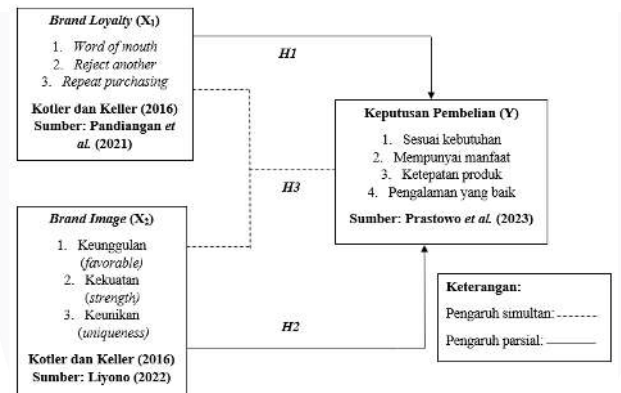 Brand Loyalty (X₁)
1. Word of mouth
2. Reject another
3. Repeat purchasing
Kotler dan Keller (2016)
Sumber: Pandiangan et
al. (2021)
H1
Keputusan Pembelian (Y)
1. Sesuai kebutuhan
2. Mempunyai manfaat
3. Ketepatan produk
4. Pengalaman yang baik
Sumber: Prastowo et al. (2023)
H3
Brand Image (X₂)
1. Keunggulan
(favorable)
2. Kekuatan
(strength)
3. Keunikan
(uniqueness)
Kotler dan Keller (2016)
Sumber: Liyono (2022)
H2
Keterangan:
Pengaruh simultan:
Pengaruh parsial: